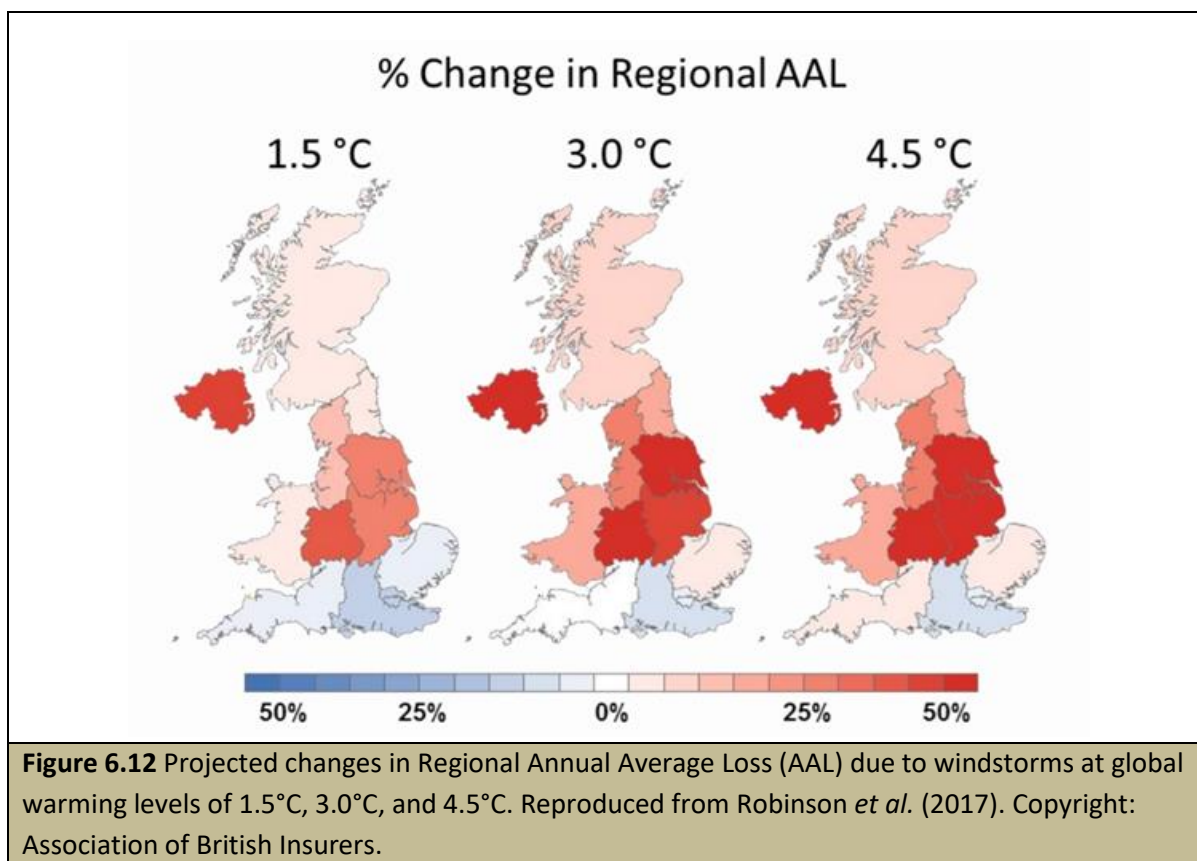 % Change in Regional AAL
1.5 °C 3.0 °C 4.5 °C
50% 25% 0% 25% 50%
Figure 6.12 Projected changes in Regional Annual Average Loss (AAL) due to windstorms at global
warming levels of 1.5°C, 3.0°C, and 4.5°C. Reproduced from Robinson et al. (2017). Copyright:
Association of British Insurers.